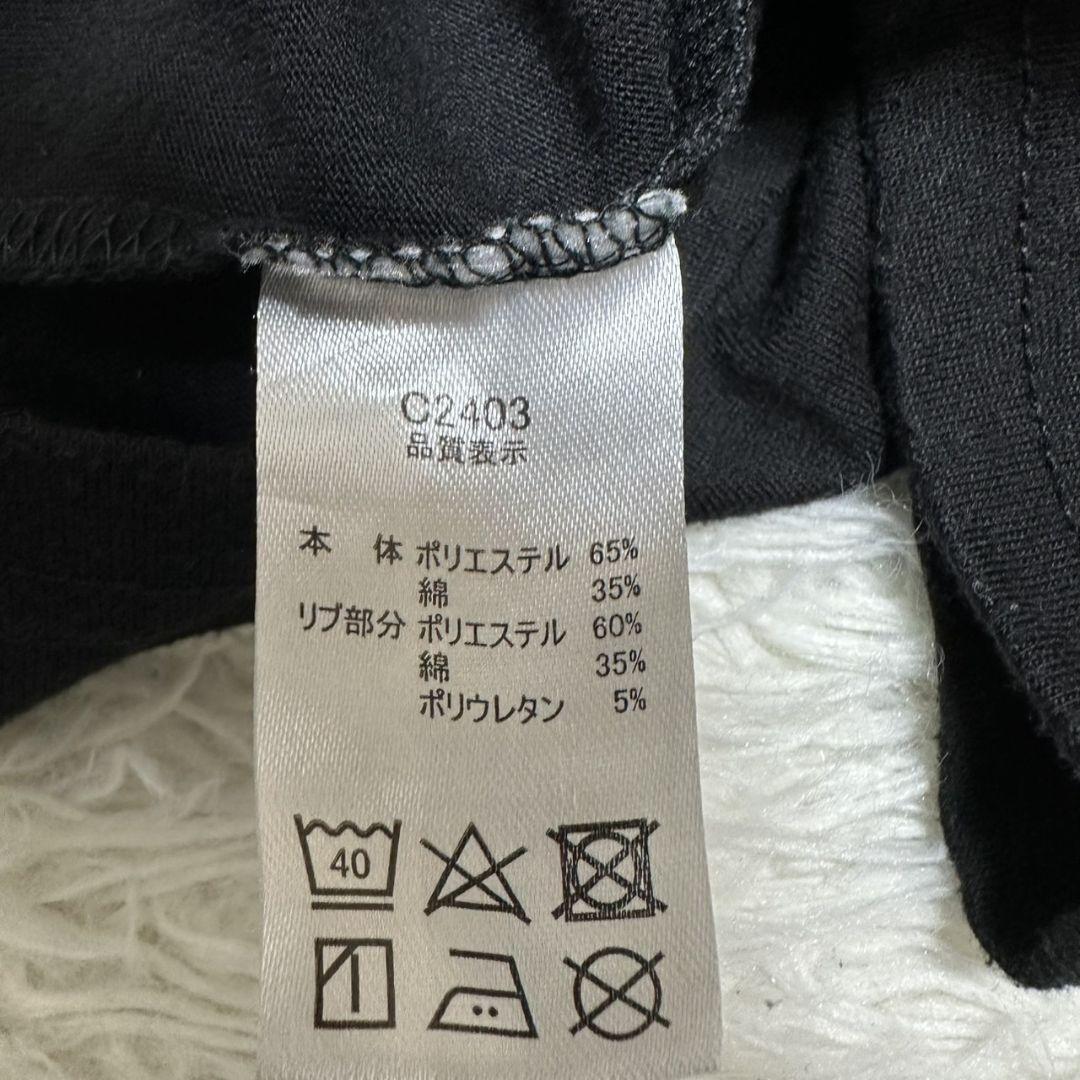 C2403
品質表示
本 体 ポリエステル 65%
綿 35%
リブ部分 ポリエステル 60%
綿 35%
ポリウレタン 5%
40